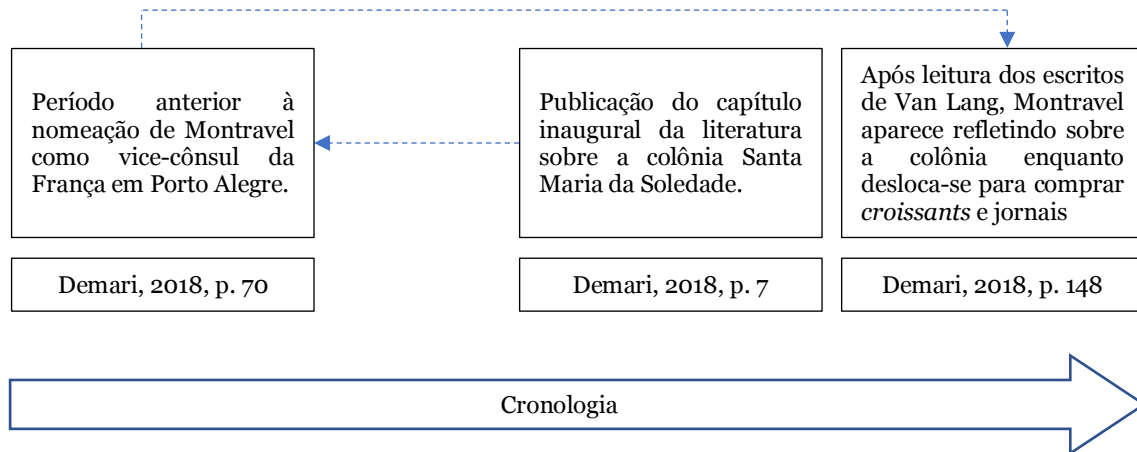 Período anterior à
nomeação de Montravel
como vice-cônsul da
França em Porto Alegre.
Publicação do capítulo
inaugural da literatura
sobre a colônia Santa
Maria da Soledade.
Após leitura dos escritos
de Van Lang, Montravel
aparece refletindo sobre
a colônia enquanto
desloca-se para comprar
croissants e jornais
Demari, 2018, p. 70
Demari, 2018, p. 7
Demari, 2018, p. 148
Cronologia